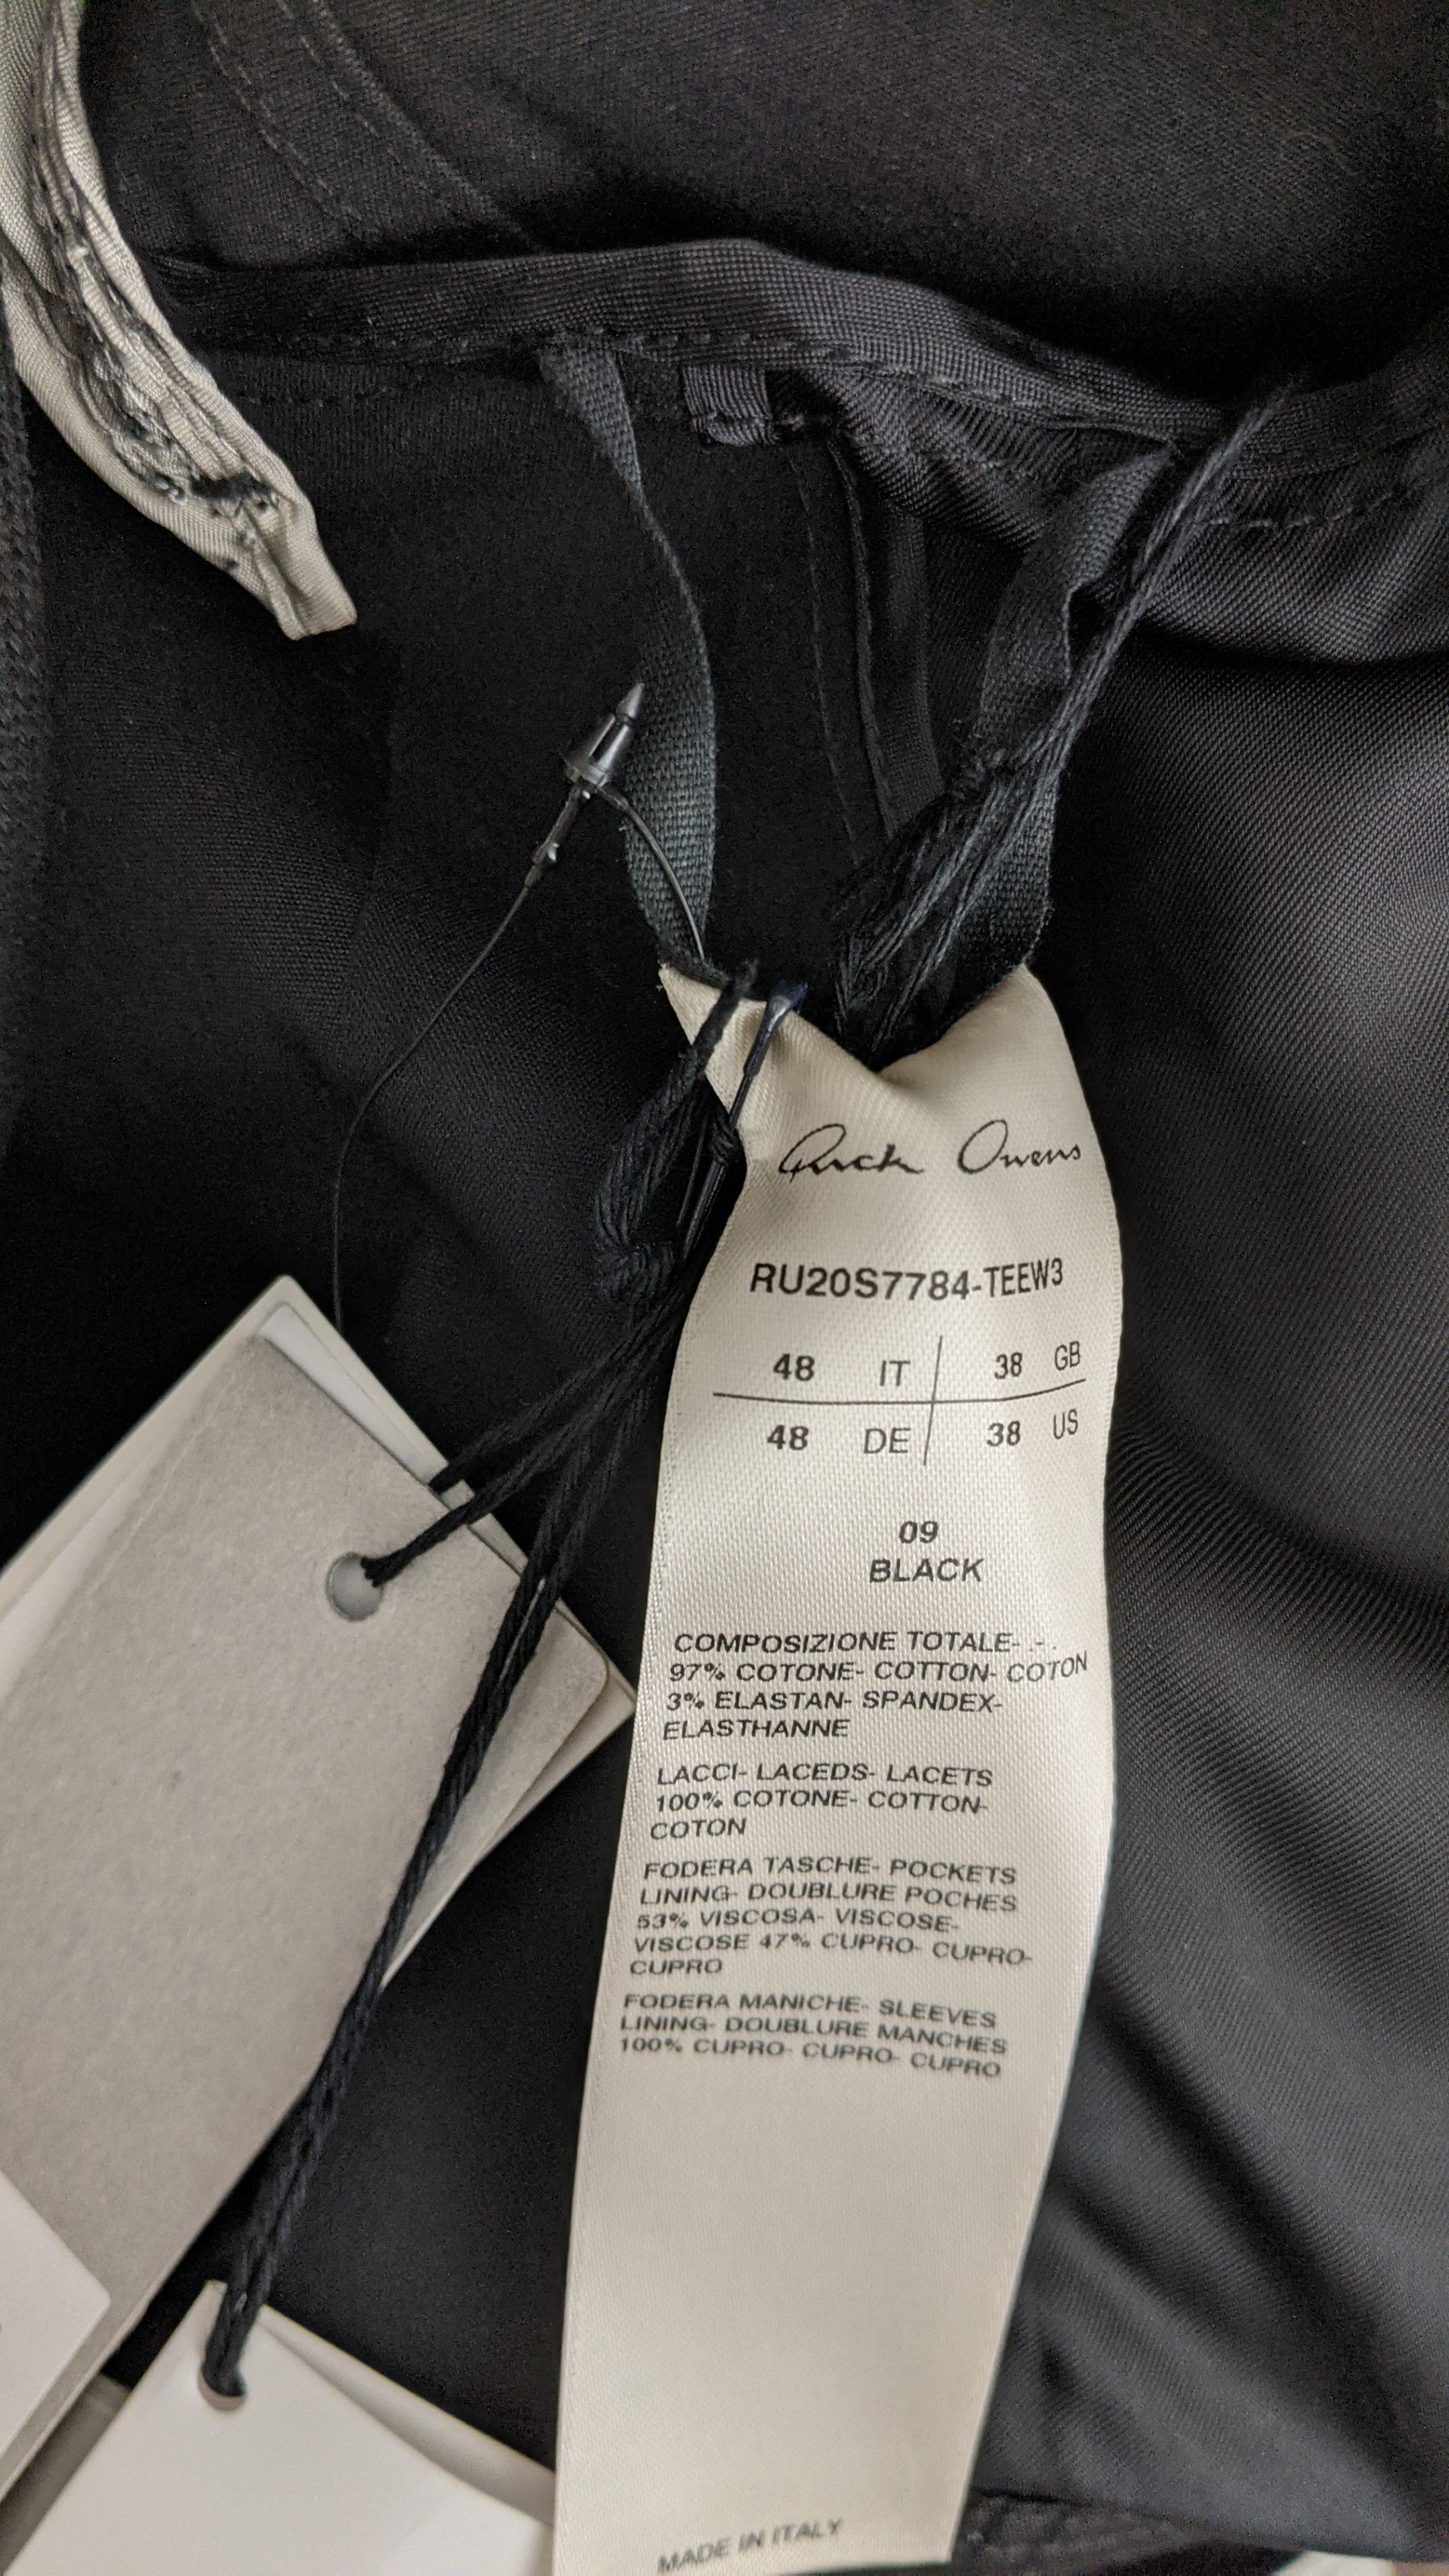 Rick Owens
RU20S7784-TEEW3
48 IT 38 GB
48 DE 38 US
09
BLACK
COMPOSIZIONE TOTALE- -.
97% COTONE- COTTON- COTON
3% ELASTAN- SPANDEX-
ELASTHANNE
LACCI- LACEDS- LACETS
100% COTONE- COTTON-
COTON
FODERA TASCHE- POCKETS
LINING- DOUBLURE POCHES
53% VISCOSA- VISCOSE-
VISCOSE 47% CUPRO- CUPRO-
CUPRO
FODERA MANICHE- SLEEVES
LINING- DOUBLURE MANCHES
100% CUPRO- CUPRO- CUPRO
MADE IN ITALY